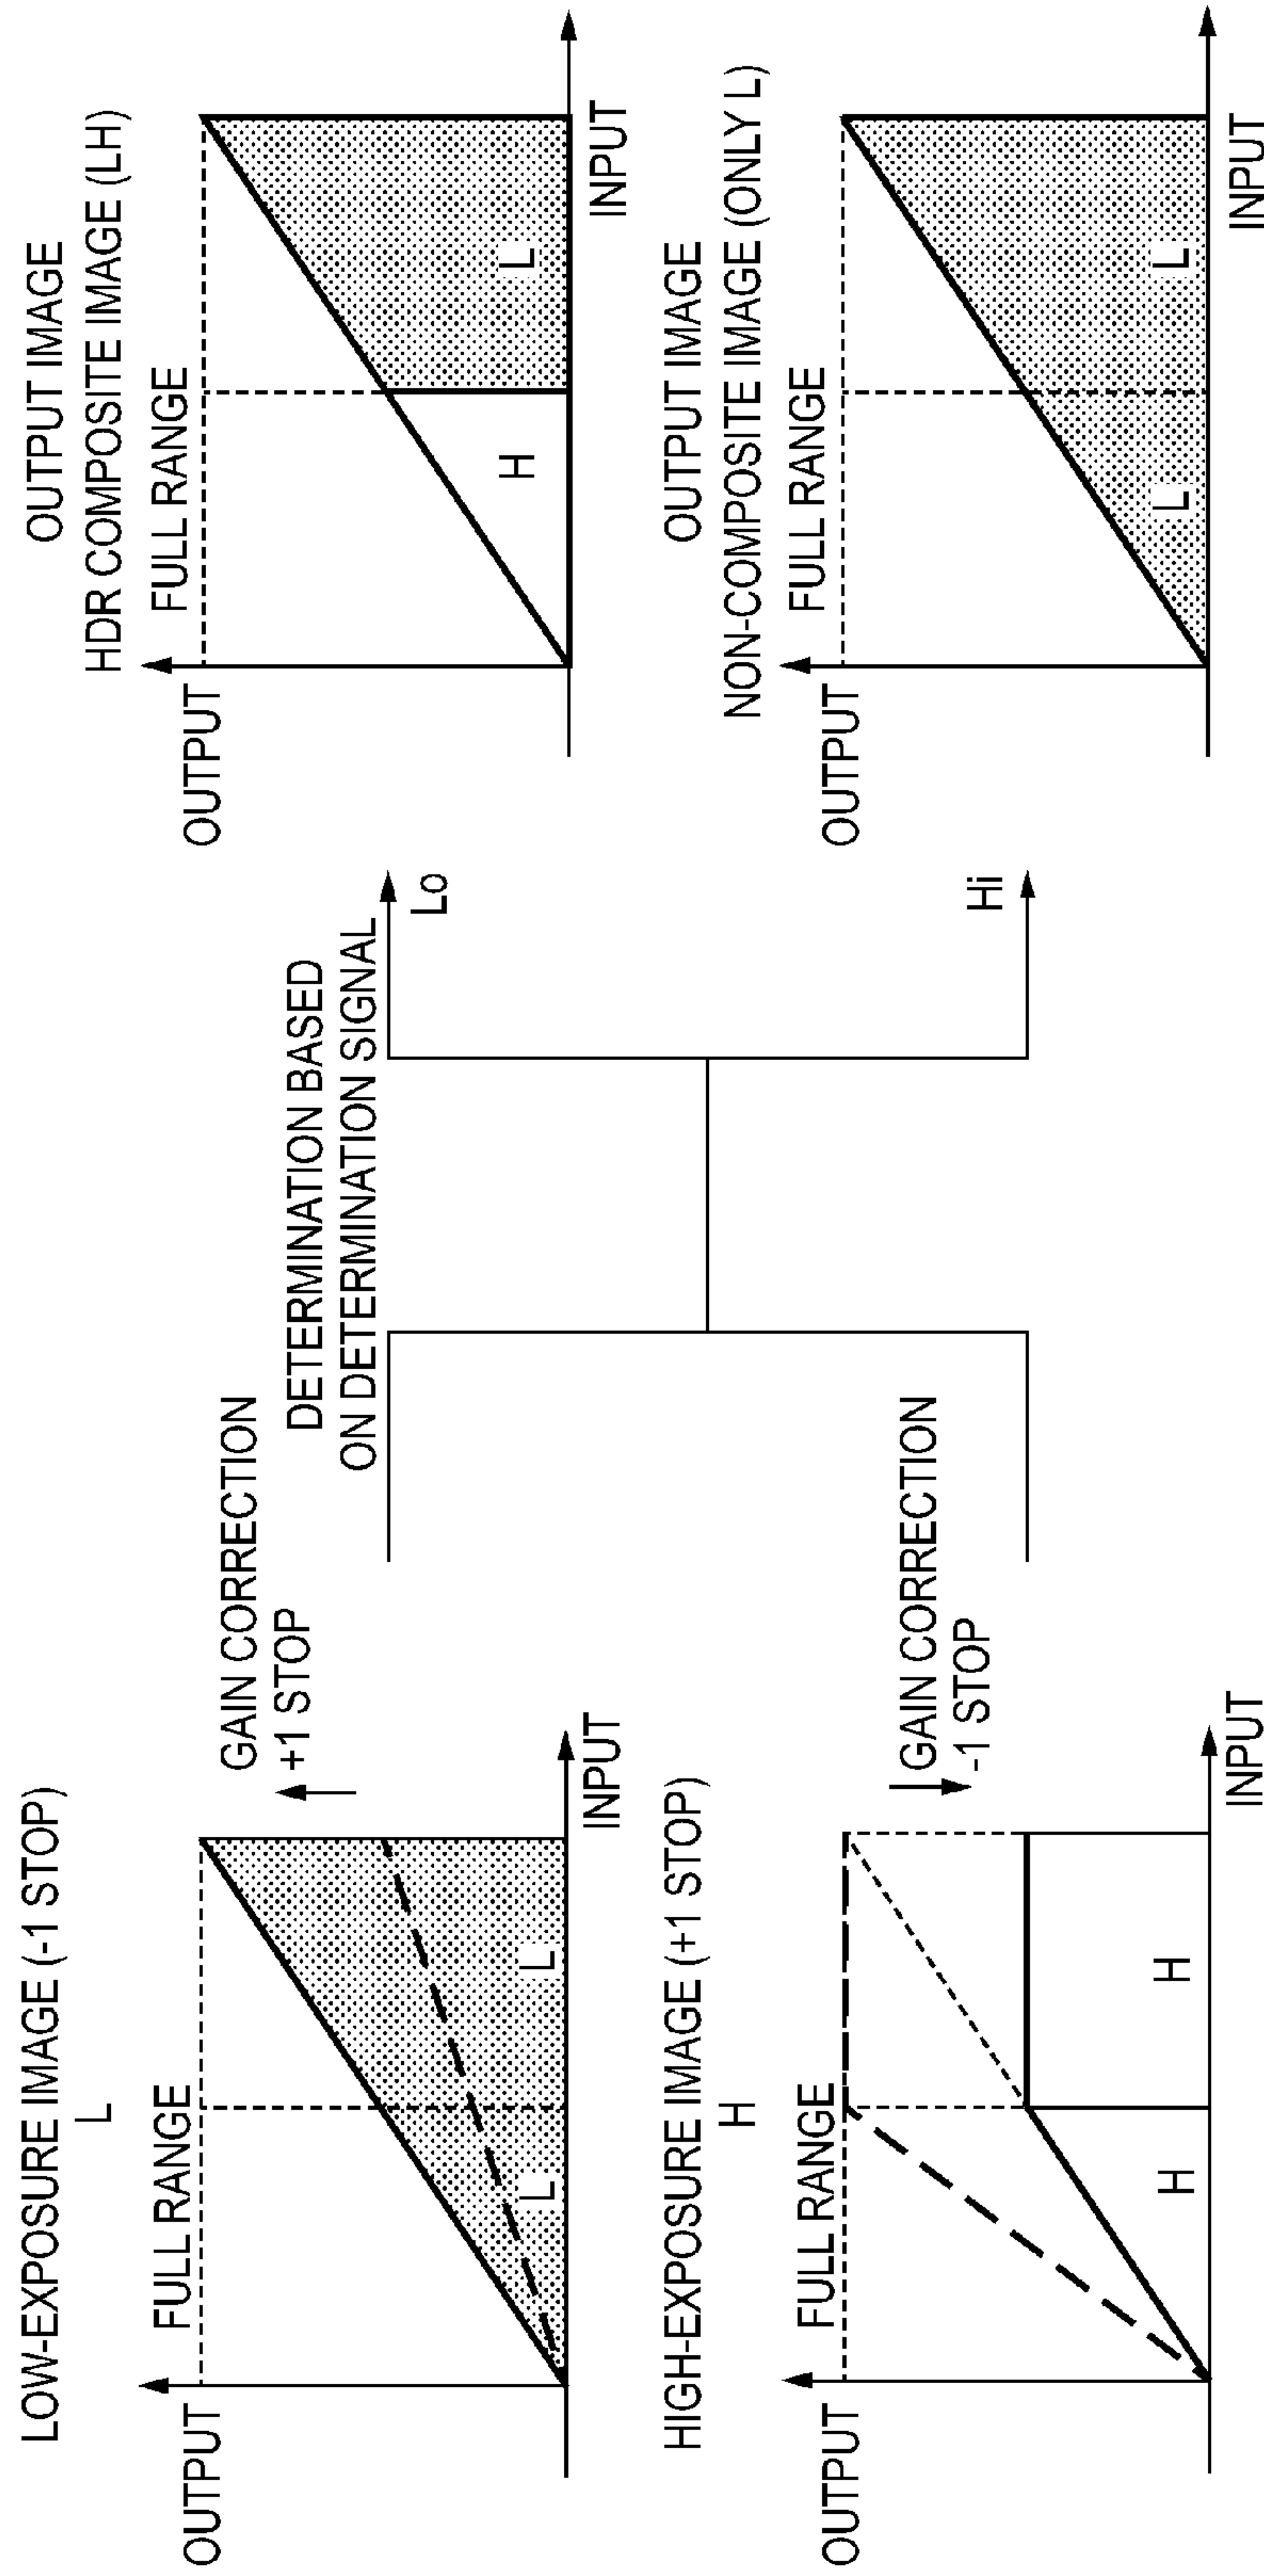 LOW-EXPOSURE IMAGE (-1 STOP)
L
OUTPUT
FULL RANGE
L
L
INPUT
GAIN CORRECTION
+1 STOP
HIGH-EXPOSURE IMAGE (+1 STOP)
H
OUTPUT
FULL RANGE
H
H
INPUT
GAIN CORRECTION
-1 STOP
DETERMINATION BASED
ON DETERMINATION SIGNAL
Lo
Hi
OUTPUT IMAGE
HDR COMPOSITE IMAGE (LH)
OUTPUT
FULL RANGE
H
L
INPUT
OUTPUT IMAGE
NON-COMPOSITE IMAGE (ONLY L)
OUTPUT
FULL RANGE
L
L
INPUT